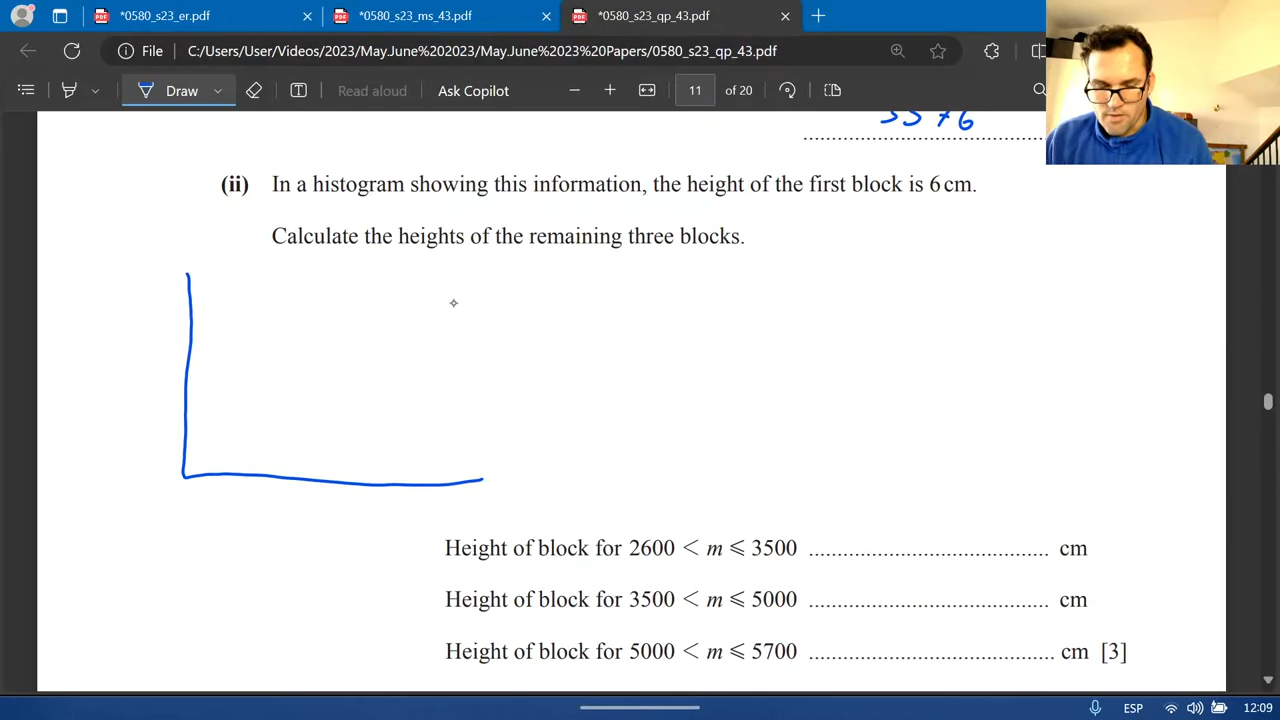 *0580_s23_er.pdf
*0580_s23_ms_43.pdf
*0580_s23_qp_43.pdf
File
C:/Users/User/Videos/2023/May.June%202023/May.June%2023%20Papers/0580_s23_qp_43.pdf
Draw
Read aloud
Ask Copilot
11 of 20
5576
(ii) In a histogram showing this information, the height of the first block is 6 cm.
Calculate the heights of the remaining three blocks.
Height of block for 2600 < m ⩽ 3500 ................................................ cm
Height of block for 3500 < m ⩽ 5000 ................................................ cm
Height of block for 5000 < m ⩽ 5700 ................................................ cm [3]
ESP
12:09